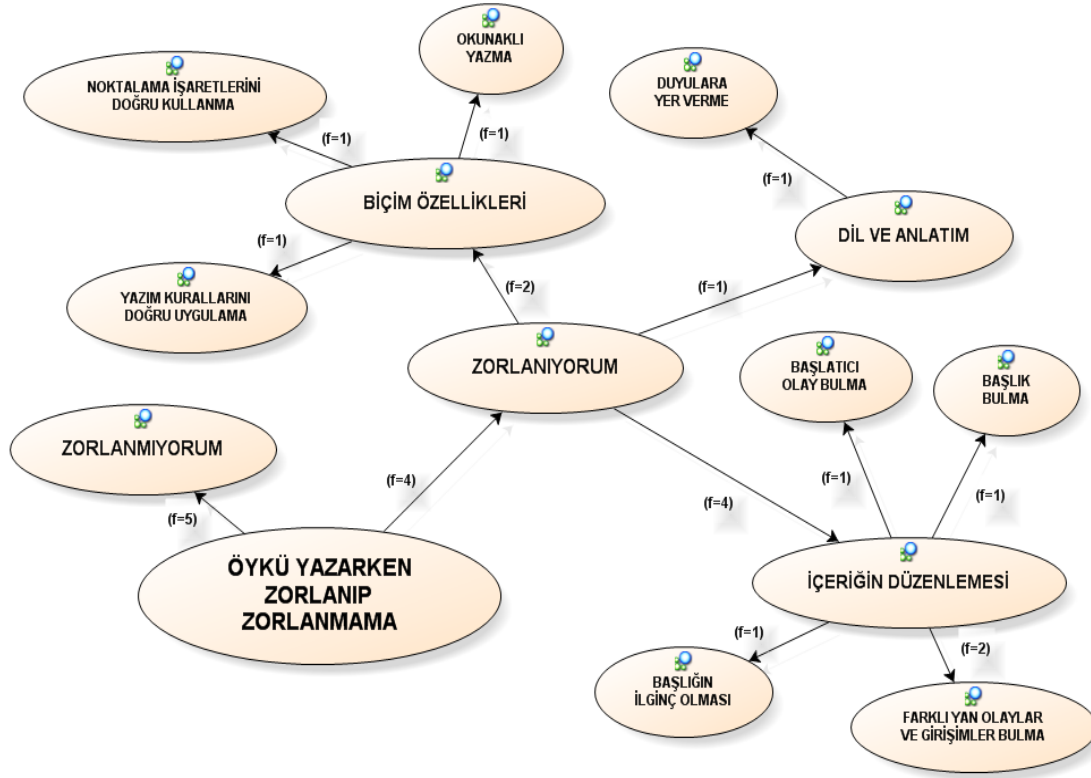 OKUNAKLI
YAZMA
NOKTALAMA İŞARETLERİNİ
DOĞRU KULLANMA
DUYULARA
YER VERME
(f=1)
(f=1)
(f=1)
BİÇİM ÖZELLİKLERİ
DİL VE ANLATIM
(f=1)
YAZIM KURALLARINI
DOĞRU UYGULAMA
(f=2)
(f=1)
ZORLANIYORUM
BAŞLATICI
OLAY BULMA
BAŞLIK
BULMA
ZORLANMIYORUM
(f=5)
(f=4)
(f=4)
(f=1)
(f=1)
ÖYKÜ YAZARKEN
ZORLANIP
ZORLANMAMA
İÇERİĞİN DÜZENLEMESİ
(f=1)
(f=2)
BAŞLIĞIN
İLGİNÇ OLMASI
FARKLI YAN OLAYLAR
VE GİRİŞİMLER BULMA